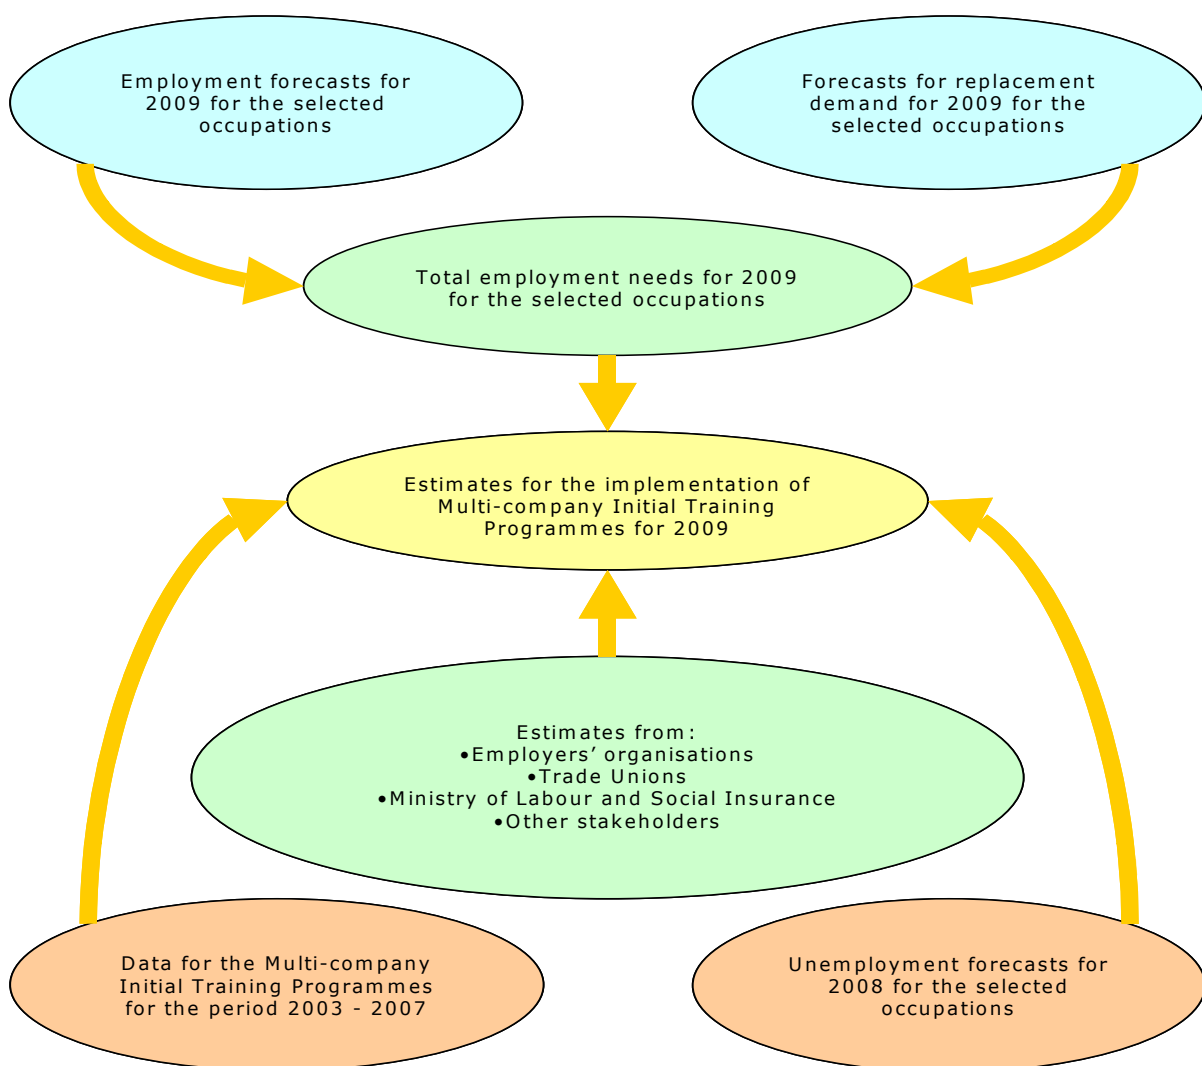 Employment forecasts for
2009 for the selected
occupations
Forecasts for replacement
demand for 2009 for the
selected occupations
Total employment needs for 2009
for the selected occupations
Estimates for the implementation of
Multi-company Initial Training
Programmes for 2009
Estimates from:
•Employers’ organisations
•Trade Unions
•Ministry of Labour and Social Insurance
•Other stakeholders
Data for the Multi-company
Initial Training Programmes
for the period 2003 - 2007
Unemployment forecasts for
2008 for the selected
occupations